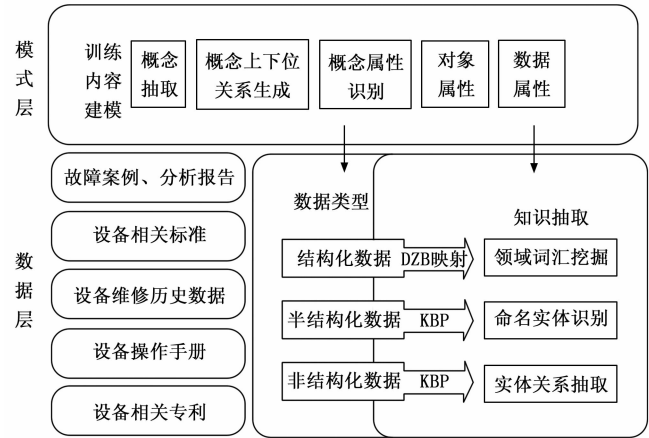 模式层
训练内容建模
概念抽取
概念上下位关系生成
概念属性识别
对象属性
数据属性
数据层
故障案例、分析报告
设备相关标准
设备维修历史数据
设备操作手册
设备相关专利
数据类型
知识抽取
结构化数据
DZB映射
领域词汇挖掘
半结构化数据
KBP
命名实体识别
非结构化数据
KBP
实体关系抽取